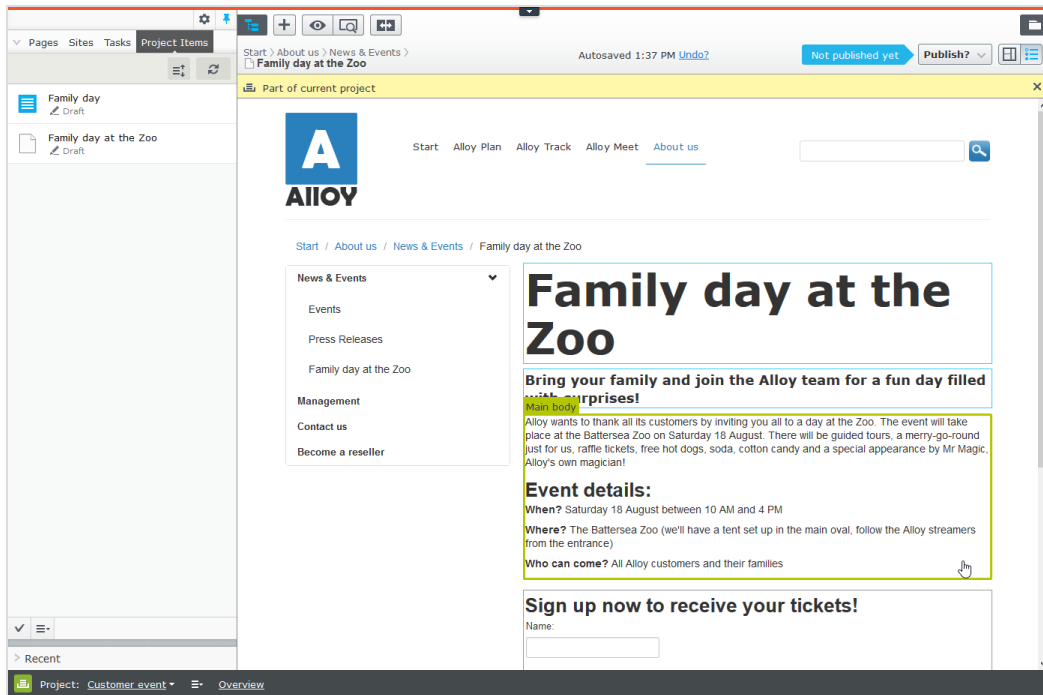 Pages Sites Tasks Project Items
Family day
Draft
Family day at the Zoo
Draft
Recent
Start > About us > News & Events >
Family day at the Zoo
Autosaved 1:37 PM Undo?
Not published yet
Publish?
Part of current project
A
Alloy
Start Alloy Plan Alloy Track Alloy Meet About us
Start / About us / News & Events / Family day at the Zoo
News & Events
Events
Press Releases
Family day at the Zoo
Management
Contact us
Become a reseller
Family day at the
Zoo
Bring your family and join the Alloy team for a fun day filled
with surprises!
Main body
Alloy wants to thank all its customers by inviting you all to a day at the Zoo. The event will take
place at the Battersea Zoo on Saturday 18 August. There will be guided tours, a merry-go-round
just for us, raffle tickets, free hot dogs, soda, cotton candy and a special appearance by Mr Magic,
Alloy's own magician!
Event details:
When? Saturday 18 August between 10 AM and 4 PM
Where? The Battersea Zoo (we'll have a tent set up in the main oval, follow the Alloy streamers
from the entrance)
Who can come? All Alloy customers and their families
Sign up now to receive your tickets!
Name:
Project: Customer event Overview